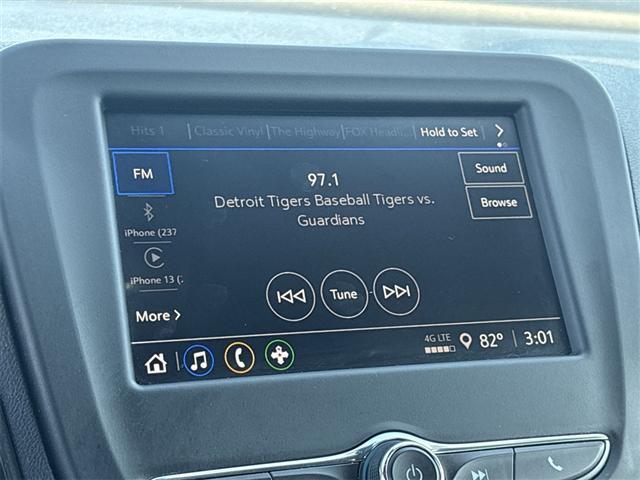 Hits 1 Classic Vinyl The Highway FOX Headli... Hold to Set
FM
97.1
Sound
Detroit Tigers Baseball Tigers vs.
Guardians
Browse
iPhone (237
iPhone 13 (:
Tune
More
4G LTE
82° 3:01